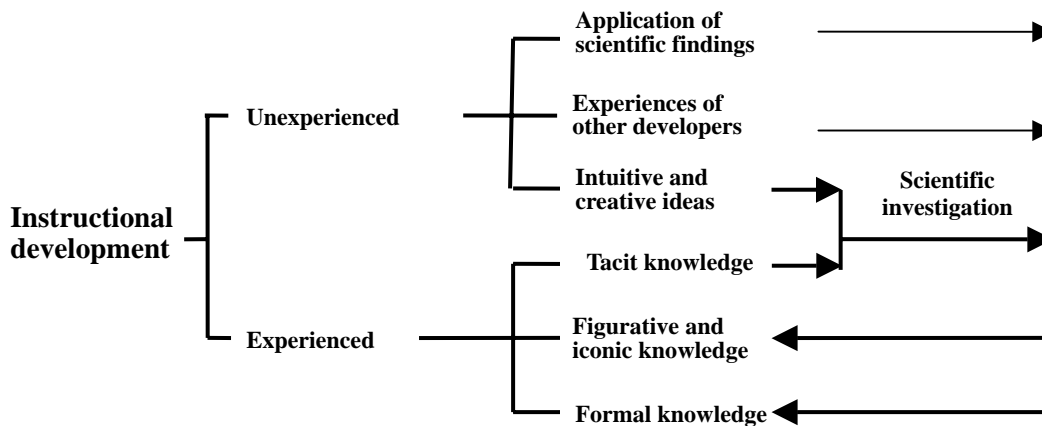 Application of
scientific findings
Unexperienced
Experiences of
other developers
Intuitive and
creative ideas
Scientific
investigation
Instructional
development
Tacit knowledge
Experienced
Figurative and
iconic knowledge
Formal knowledge